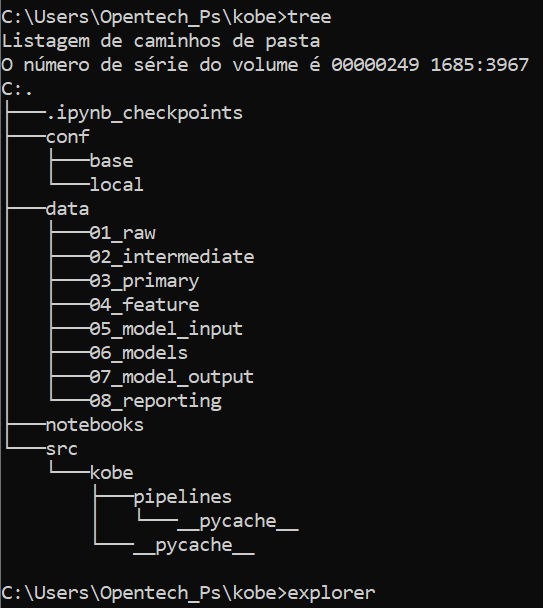 C:\Users\Opentech_Ps\kobe>tree
Listagem de caminhos de pasta
O número de série do volume é 00000249 1685:3967
C:.
├───.ipynb_checkpoints
├───conf
│   ├───base
│   └───local
├───data
│   ├───01_raw
│   ├───02_intermediate
│   ├───03_primary
│   ├───04_feature
│   ├───05_model_input
│   ├───06_models
│   ├───07_model_output
│   └───08_reporting
├───notebooks
└───src
    └───kobe
        ├───pipelines
        │   └───__pycache__
        └───__pycache__
C:\Users\Opentech_Ps\kobe>explorer